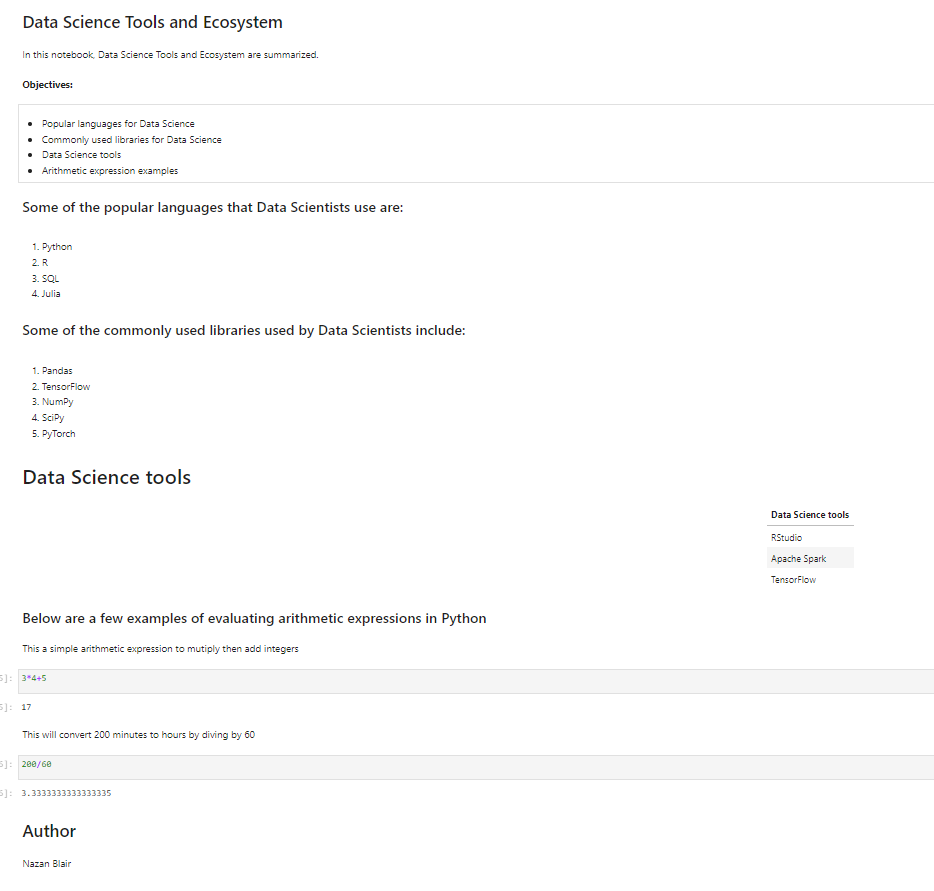 Data Science Tools and Ecosystem
In this notebook, Data Science Tools and Ecosystem are summarized.
Objectives:
• Popular languages for Data Science
• Commonly used libraries for Data Science
• Data Science tools
• Arithmetic expression examples
Some of the popular languages that Data Scientists use are:
1. Python
2. R
3. SQL
4. Julia
Some of the commonly used libraries used by Data Scientists include:
1. Pandas
2. TensorFlow
3. NumPy
4. SciPy
5. PyTorch
Data Science tools
Data Science tools
RStudio
Apache Spark
TensorFlow
Below are a few examples of evaluating arithmetic expressions in Python
This a simple arithmetic expression to mutiply then add integers
3*4+5
17
This will convert 200 minutes to hours by diving by 60
200/60
3.3333333333333335
Author
Nazan Blair